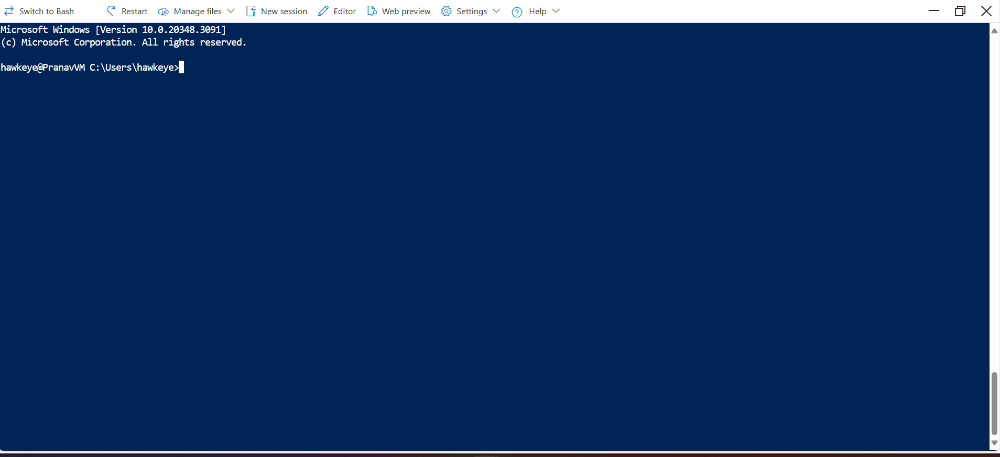 Switch to Bash Restart Manage files New session Editor Web preview Settings Help
Microsoft Windows [Version 10.0.20348.3091]
(c) Microsoft Corporation. All rights reserved.
hawkeye@PranavVM C:\Users\hawkeye>